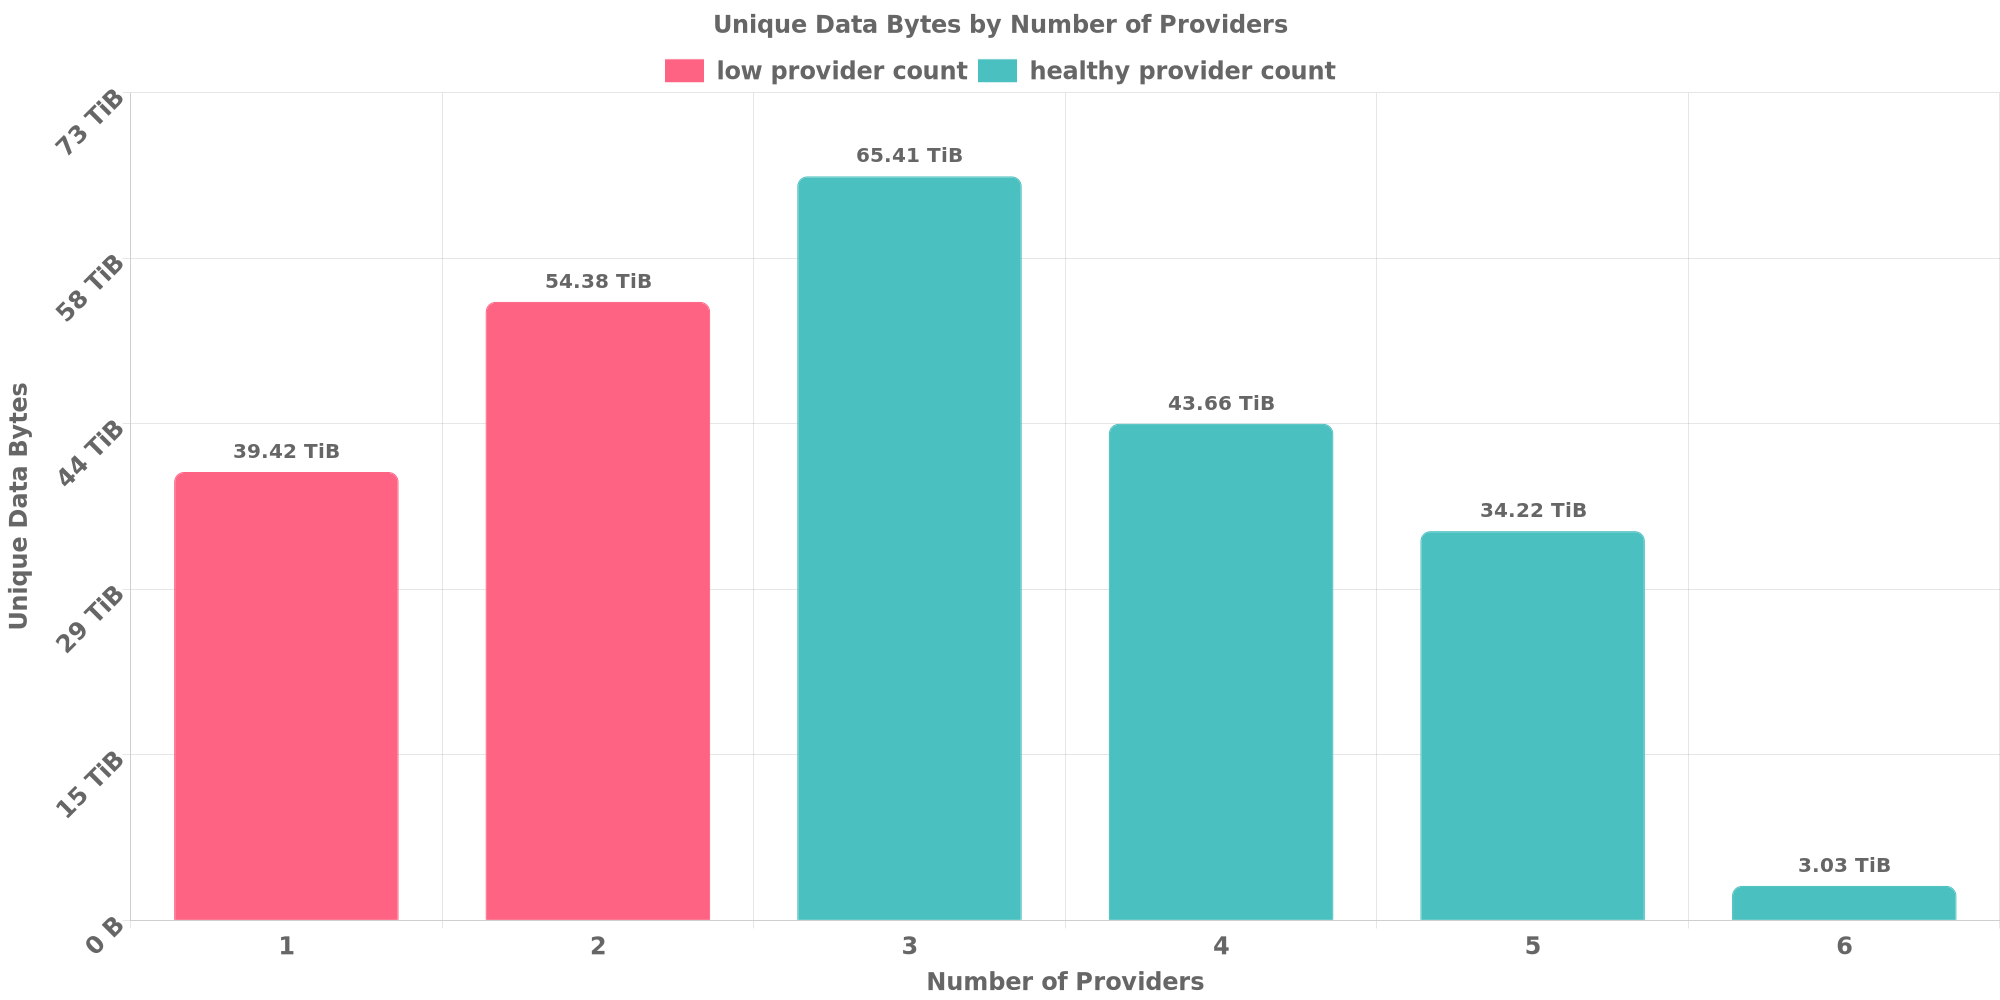 Unique Data Bytes by Number of Providers
low provider count healthy provider count
73 TiB
58 TiB
44 TiB
29 TiB
15 TiB
0 B
Unique Data Bytes
39.42 TiB
54.38 TiB
65.41 TiB
43.66 TiB
34.22 TiB
3.03 TiB
1 2 3 4 5 6
Number of Providers